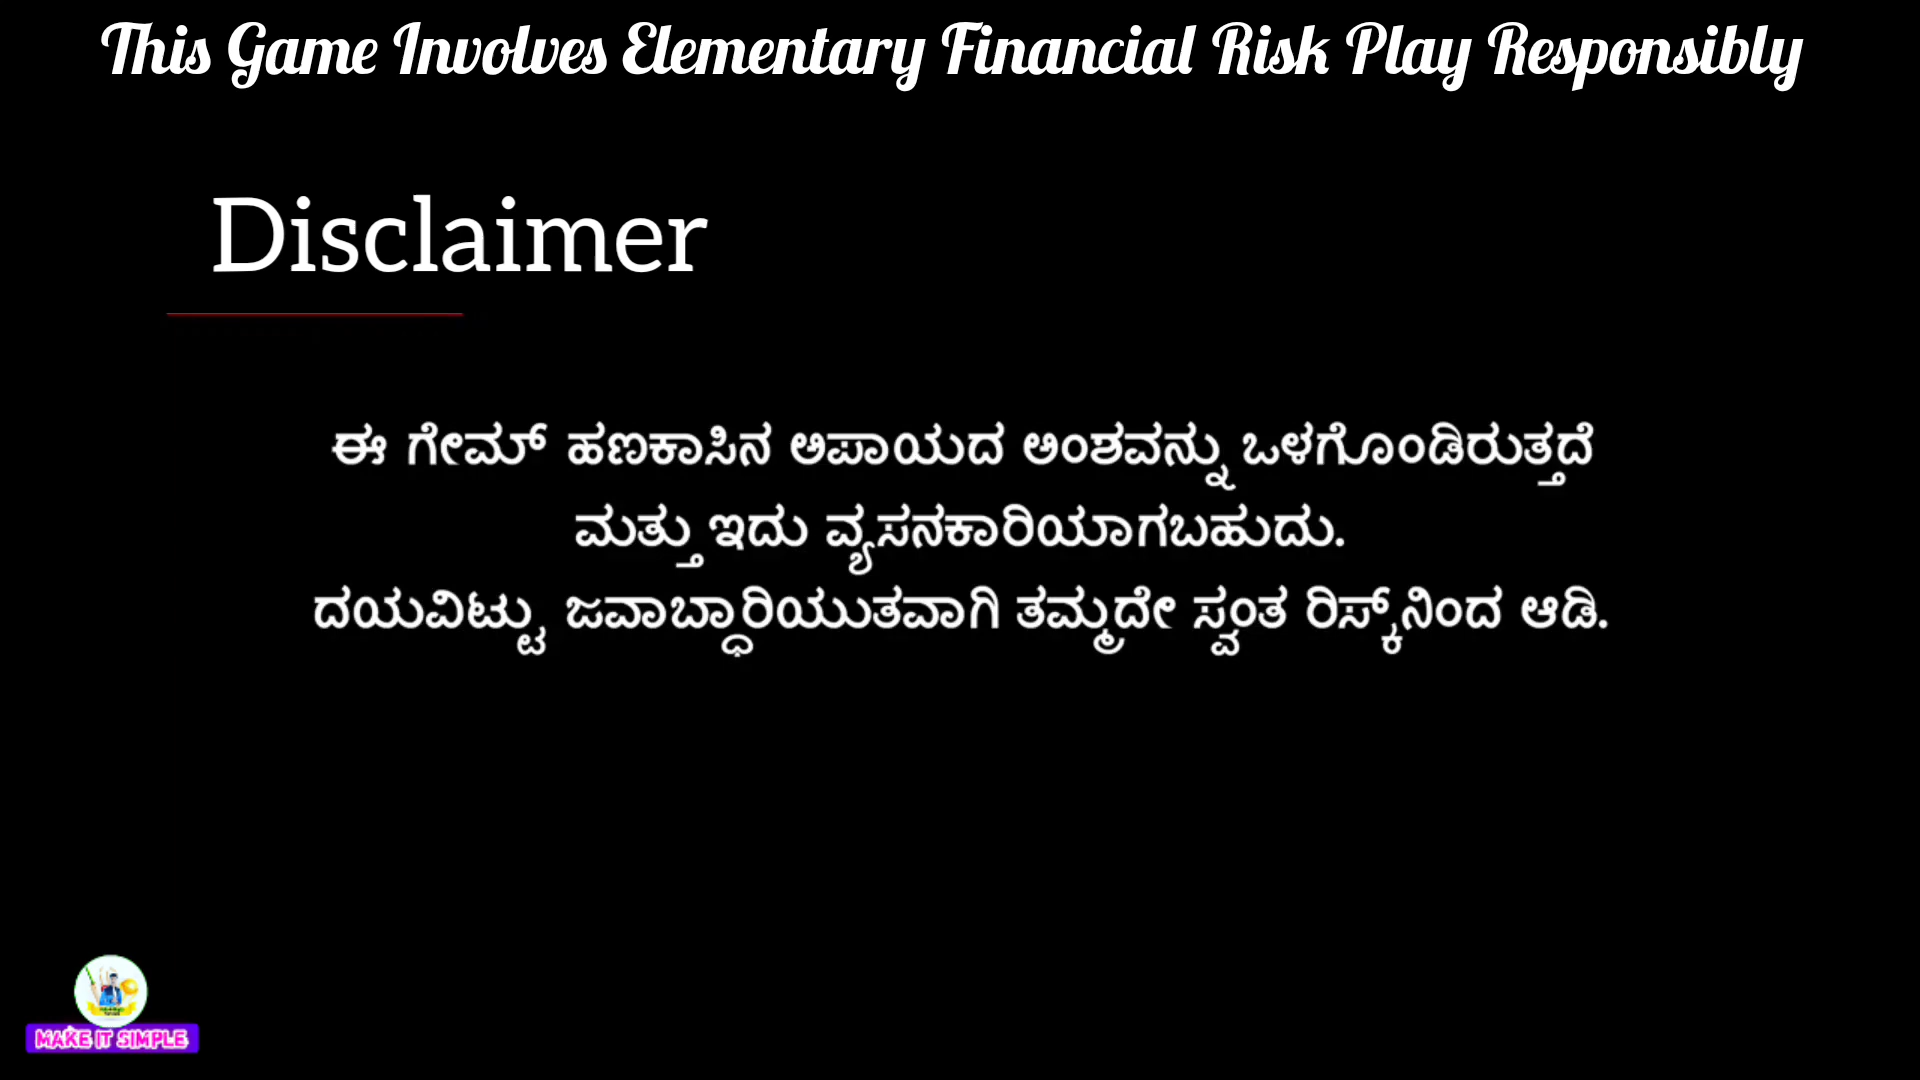 This Game Involves Elementary Financial Risk Play Responsibly
Disclaimer
ಈ ಗೇಮ್ ಹಣಕಾಸಿನ ಅಪಾಯದ ಅಂಶವನ್ನು ಒಳಗೊಂಡಿರುತ್ತದೆ
ಮತ್ತು ಇದು ವ್ಯಸನಕಾರಿಯಾಗಬಹುದು.
ದಯವಿಟ್ಟು ಜವಾಬ್ಧಾರಿಯುತವಾಗಿ ತಮ್ಮದೇ ಸ್ವಂತ ರಿಸ್ಕ್‌ನಿಂದ ಆಡಿ.
MAKE IT SIMPLE